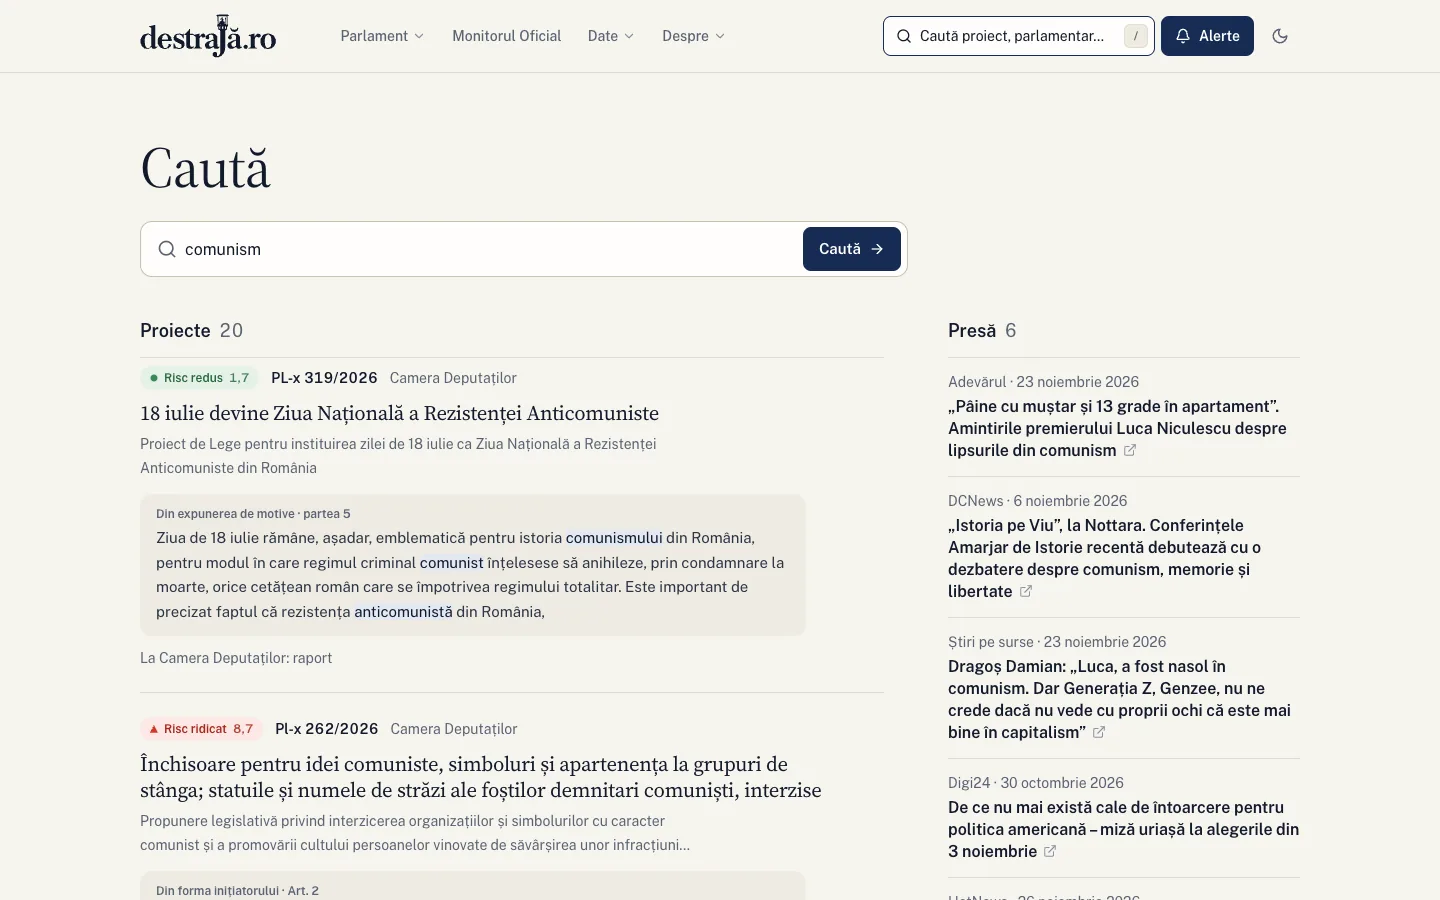 destrajă.ro
Parlament
Monitorul Oficial
Date
Despre
Caută proiect, parlamentar...
/
Alerte
Caută
comunism
Caută
Proiecte 20
Risc redus 1,7 PL-x 319/2026 Camera Deputaților
18 iulie devine Ziua Națională a Rezistenței Anticomuniste
Proiect de Lege pentru instituirea zilei de 18 iulie ca Ziua Națională a Rezistenței
Anticomuniste din România
Din expunerea de motive · partea 5
Ziua de 18 iulie rămâne, așadar, emblematică pentru istoria comunismului din România,
pentru modul în care regimul criminal comunist înțelesese să anihileze, prin condamnare la
moarte, orice cetățean român care se împotrivea regimului totalitar. Este important de
precizat faptul că rezistența anticomunistă din România,
La Camera Deputaților: raport
Risc ridicat 8,7 Pl-x 262/2026 Camera Deputaților
Închisoare pentru idei comuniste, simboluri și apartenența la grupuri de
stânga; statuile și numele de străzi ale foștilor demnitari comuniști, interzise
Propunere legislativă privind interzicerea organizațiilor și simbolurilor cu caracter
comunist și a promovării cultului persoanelor vinovate de săvârșirea unor infracțiuni...
Din forma inițiatorului · Art. 2
Presă 6
Adevărul · 23 noiembrie 2026
„Pâine cu muștar și 13 grade în apartament”.
Amintirile premierului Luca Niculescu despre
lipsurile din comunism
DCNews · 6 noiembrie 2026
„Istoria pe Viu”, la Nottara. Conferințele
Amarjar de Istorie recentă debutează cu o
dezbatere despre comunism, memorie și
libertate
Știri pe surse · 23 noiembrie 2026
Dragoș Damian: „Luca, a fost nasol în
comunism. Dar Generația Z, Genzee, nu ne
crede dacă nu vede cu proprii ochi că este mai
bine în capitalism”
Digi24 · 30 octombrie 2026
De ce nu mai există cale de întoarcere pentru
politica americană – miză uriașă la alegerile din
3 noiembrie